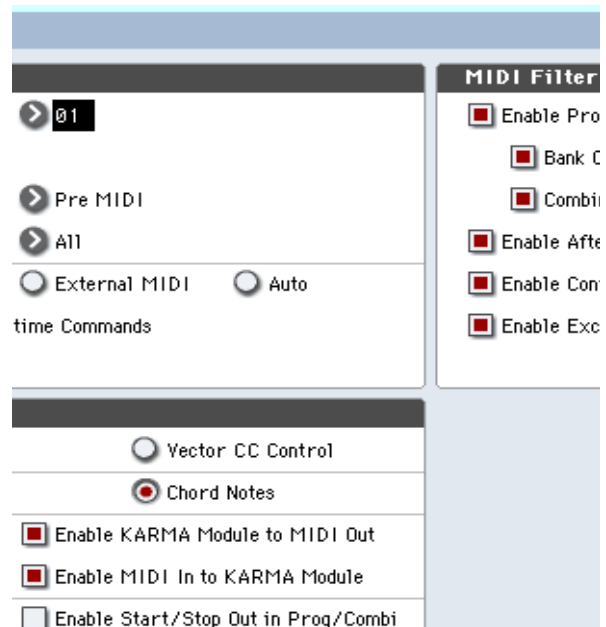 MIDI Filter
01
Enable Pro
Bank C
Pre MIDI
Combi
All
Enable Afte
External MIDI Auto
Enable Con
time Commands
Enable Exc
Vector CC Control
Chord Notes
Enable KARMA Module to MIDI Out
Enable MIDI In to KARMA Module
Enable Start/Stop Out in Prog/Combi